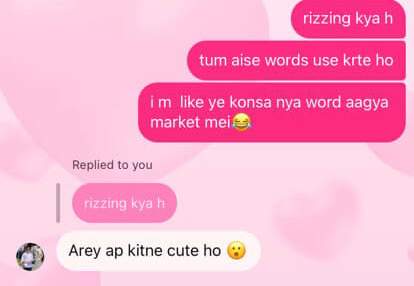 rizzing kya h
tum aise words use krte ho
i m  like ye konsa nya word aagya
market mei😂
Replied to you
rizzing kya h
Arey ap kitne cute ho 😮